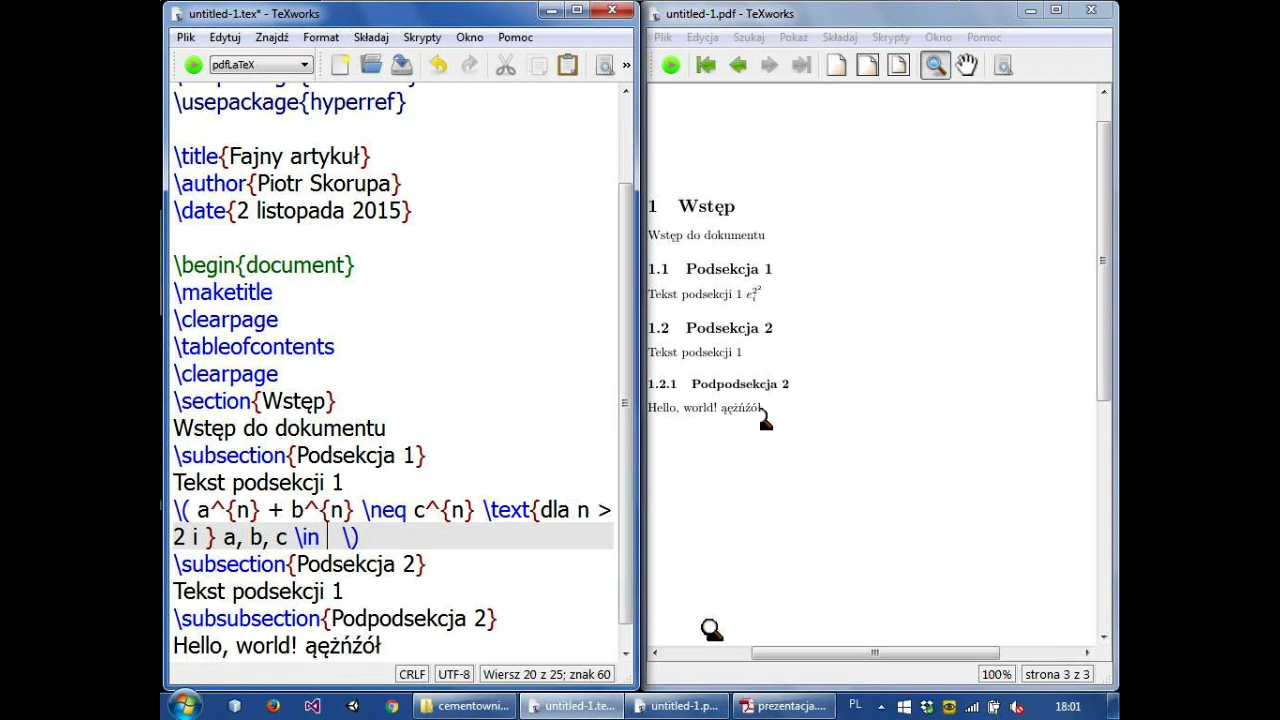 untitled-1.tex* - TeXworks
Plik Edytuj Znajdź Format Składaj Skrypty Okno Pomoc
pdfLaTeX
»
\usepackage{hyperref}
\title{Fajny artykuł}
\author{Piotr Skorupa}
\date{2 listopada 2015}
\begin{document}
\maketitle
\clearpage
\tableofcontents
\clearpage
\section{Wstęp}
Wstęp do dokumentu
\subsection{Podsekcja 1}
Tekst podsekcji 1
\( a^{n} + b^{n} \neq c^{n} \text{dla n >
2 i } a, b, c \in \)
\subsection{Podsekcja 2}
Tekst podsekcji 1
\subsubsection{Podpodsekcja 2}
Hello, world! ąężńźół
CRLF UTF-8 Wiersz 20 z 25; znak 60
untitled-1.pdf - TeXworks
Plik Edycja Szukaj Pokaż Składaj Skrypty Okno Pomoc
1 Wstęp
Wstęp do dokumentu
1.1 Podsekcja 1
Tekst podsekcji 1 e_i^{2^2}
1.2 Podsekcja 2
Tekst podsekcji 1
1.2.1 Podpodsekcja 2
Hello, world! ąężńźół
100% strona 3 z 3
cementowni... untitled-1.te... untitled-1.p... prezentacja.... PL 18:01